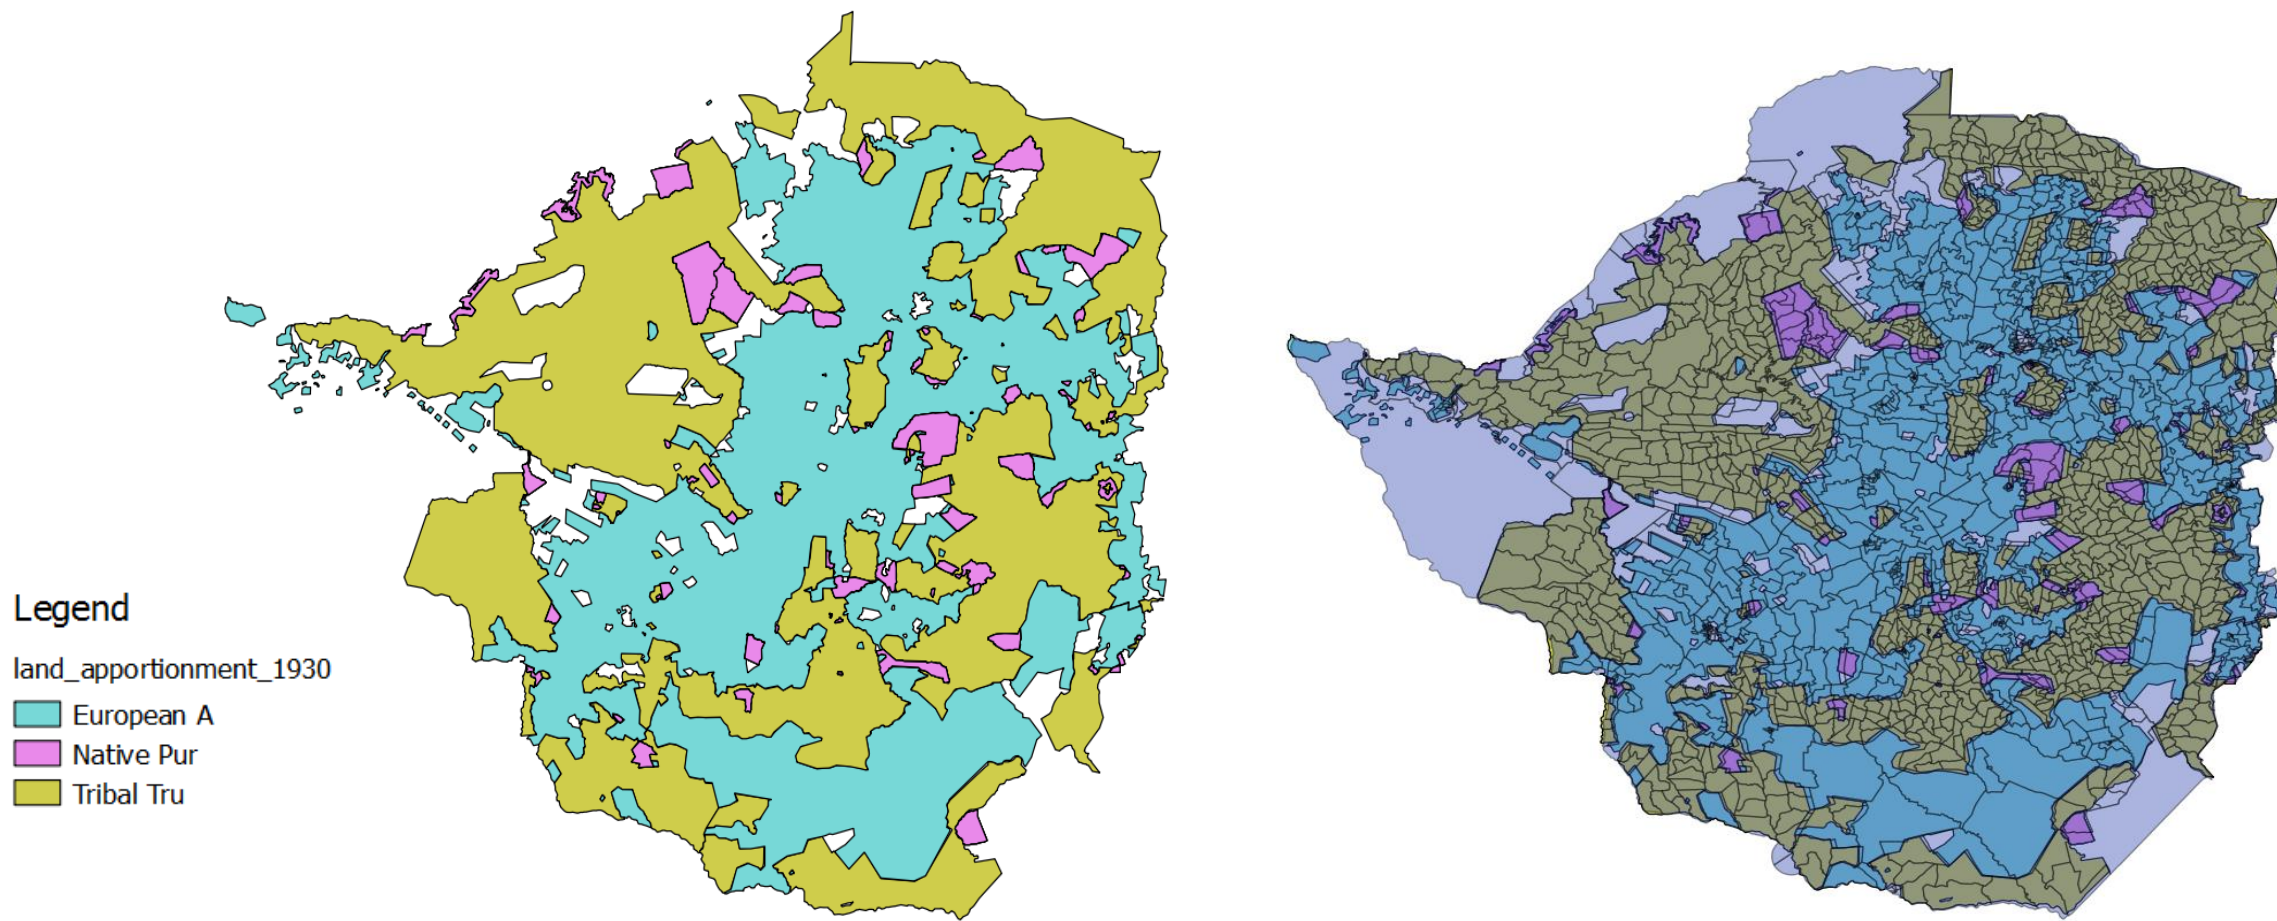 Legend
land_apportionment_1930
European A
Native Pur
Tribal Tru